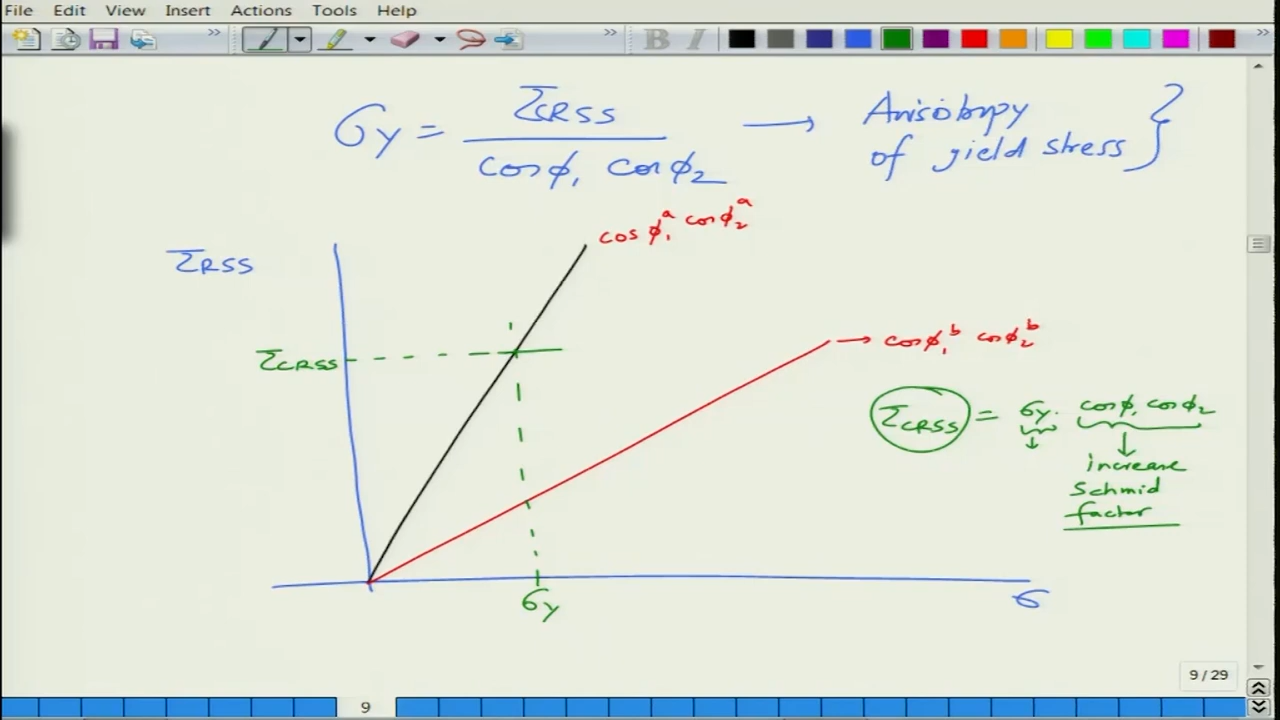 File Edit View Insert Actions Tools Help
B I
σy = τCRSS / cosϕ1 cosϕ2 → Anisotropy of yield stress }
τRSS
cosϕ1^a cosϕ2^a
→ cosϕ1^b cosϕ2^b
τCRSS
τCRSS = σy · cosϕ1 cosϕ2
increase
Schmid
factor
σy
σ
9 / 29
9